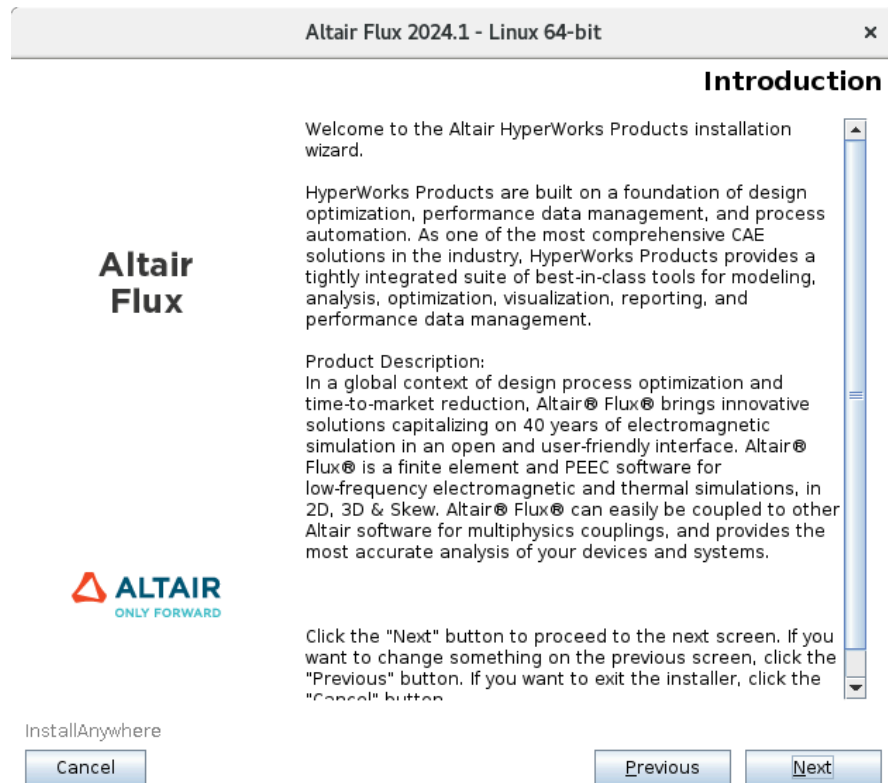 Altair Flux 2024.1 - Linux 64-bit
Introduction
Welcome to the Altair HyperWorks Products installation
wizard.
HyperWorks Products are built on a foundation of design
optimization, performance data management, and process
automation. As one of the most comprehensive CAE
solutions in the industry, HyperWorks Products provides a
tightly integrated suite of best-in-class tools for modeling,
analysis, optimization, visualization, reporting, and
performance data management.
Product Description:
In a global context of design process optimization and
time-to-market reduction, Altair® Flux® brings innovative
solutions capitalizing on 40 years of electromagnetic
simulation in an open and user-friendly interface. Altair®
Flux® is a finite element and PEEC software for
low-frequency electromagnetic and thermal simulations, in
2D, 3D & Skew. Altair® Flux® can easily be coupled to other
Altair software for multiphysics couplings, and provides the
most accurate analysis of your devices and systems.
Click the "Next" button to proceed to the next screen. If you
want to change something on the previous screen, click the
"Previous" button. If you want to exit the installer, click the
"Cancel" button
Altair
Flux
ALTAIR
ONLY FORWARD
InstallAnywhere
Cancel
Previous
Next